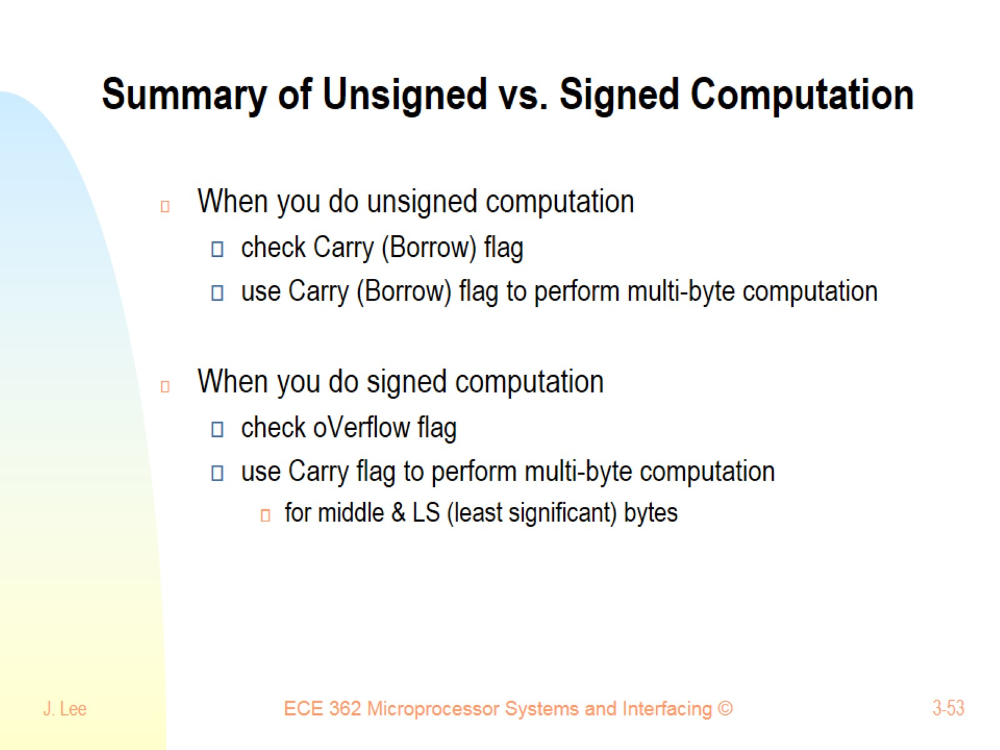 Summary of Unsigned vs. Signed Computation
When you do unsigned computation
check Carry (Borrow) flag
use Carry (Borrow) flag to perform multi-byte computation
When you do signed computation
check oVerflow flag
use Carry flag to perform multi-byte computation
for middle & LS (least significant) bytes
J. Lee
ECE 362 Microprocessor Systems and Interfacing ©
3-53